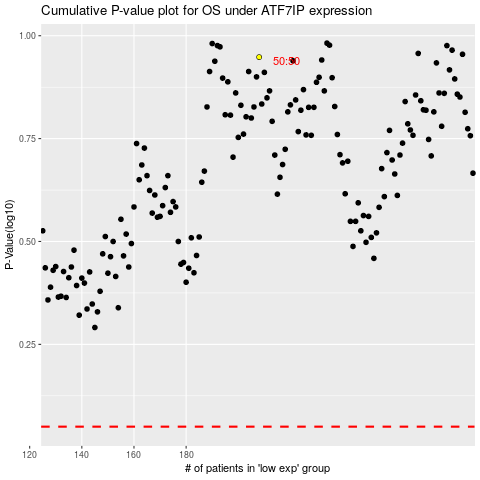 Cumulative P-value plot for OS under ATF7IP expression
1.00
50:50
0.75
P-Value(log10)
0.50
0.25
120 140 160 180
# of patients in 'low exp' group